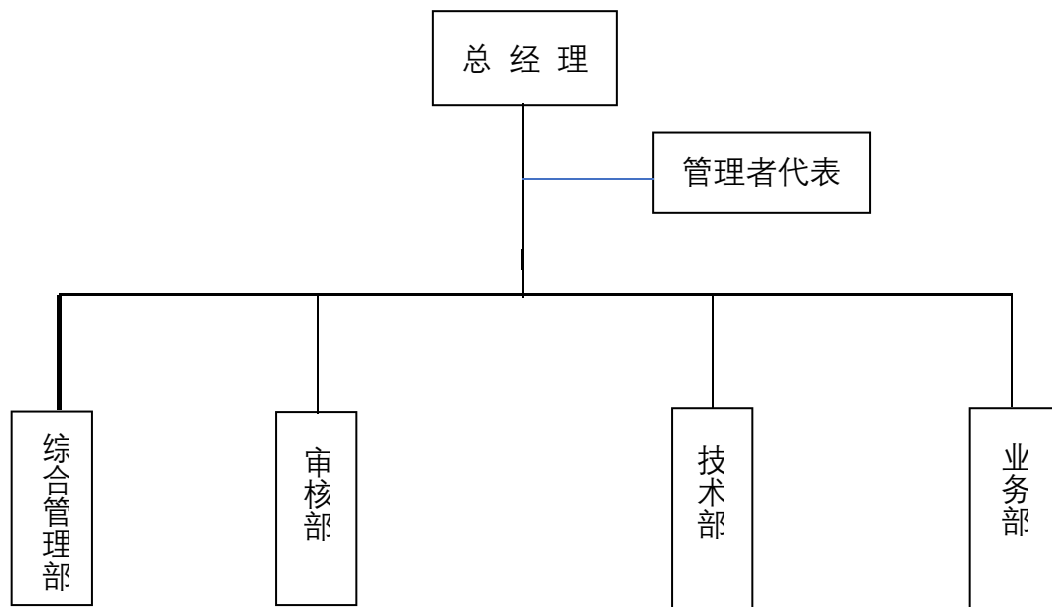 总 经 理
管理者代表
综合管理部
审核部
技术部
业务部